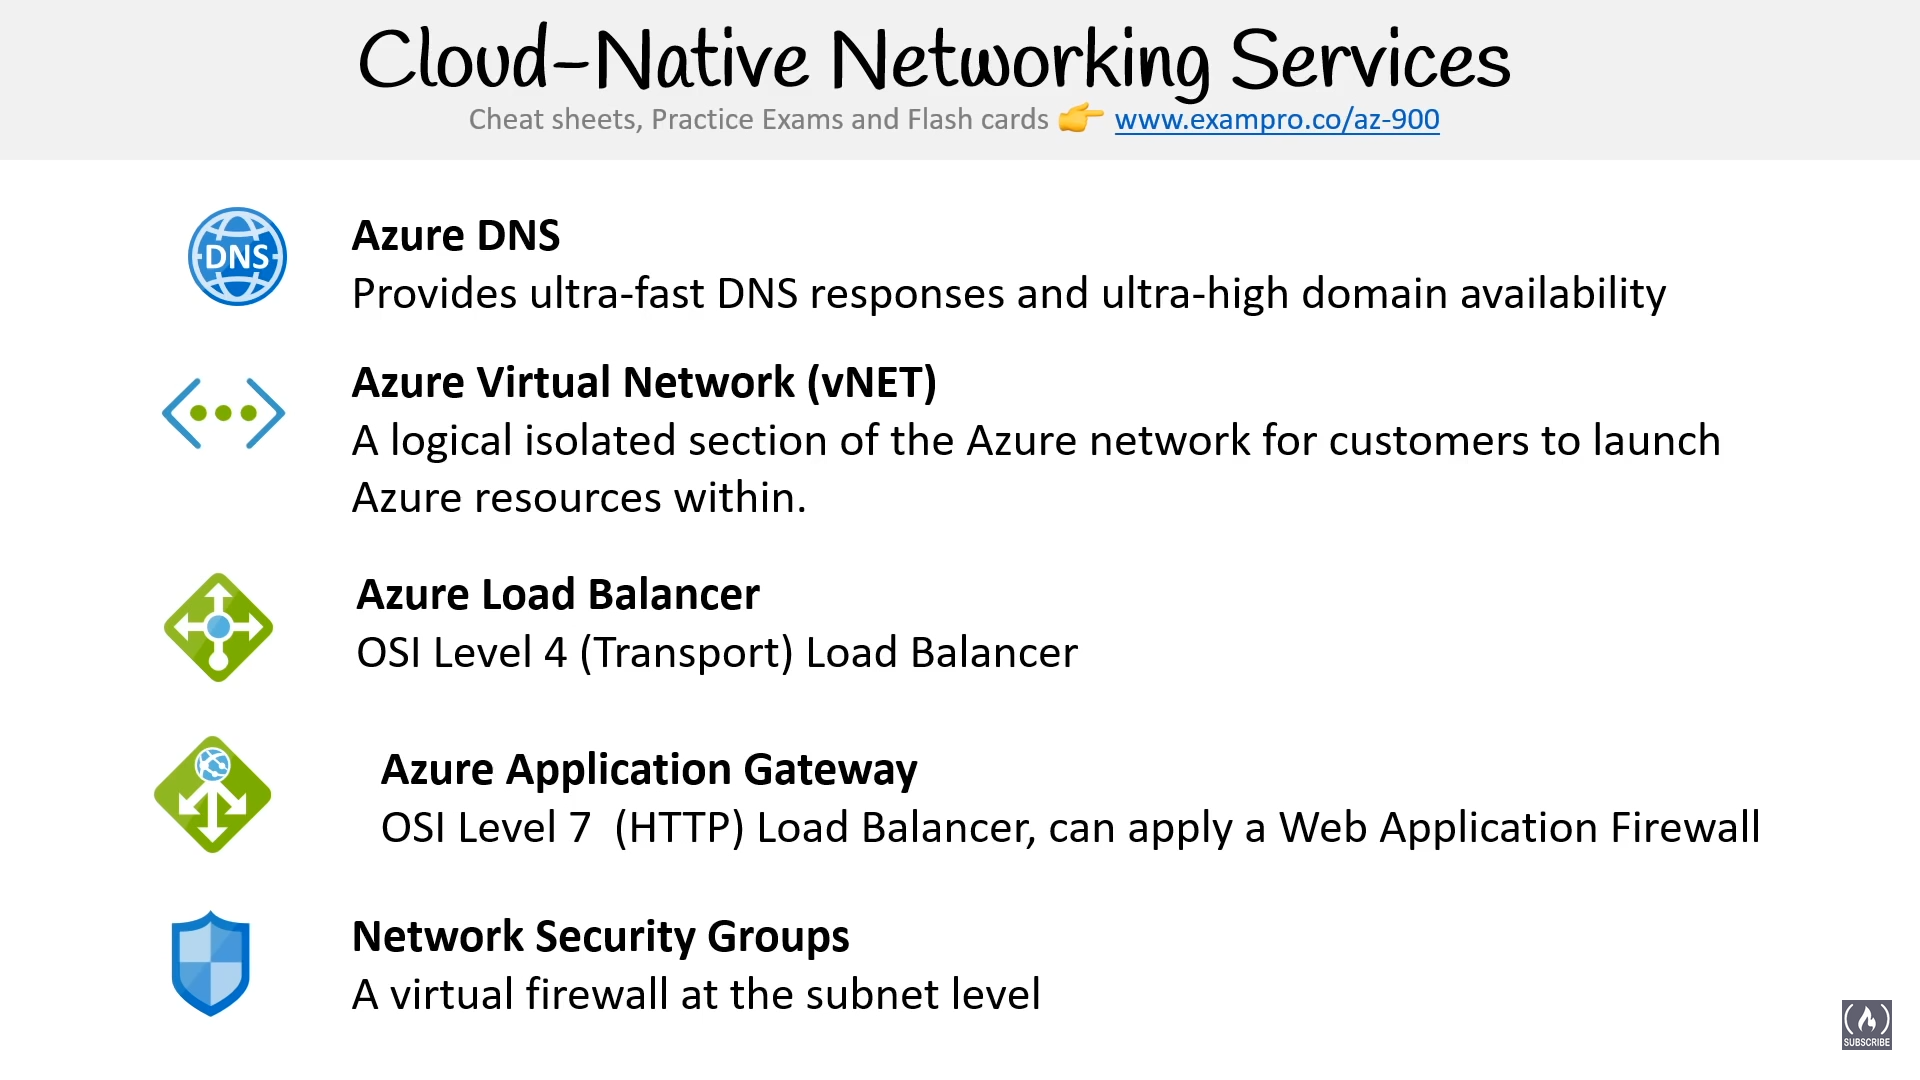 Cloud-Native Networking Services
Cheat sheets, Practice Exams and Flash cards 👉 www.exampro.co/az-900
DNS
Azure DNS
Provides ultra-fast DNS responses and ultra-high domain availability
Azure Virtual Network (vNET)
A logical isolated section of the Azure network for customers to launch
Azure resources within.
Azure Load Balancer
OSI Level 4 (Transport) Load Balancer
Azure Application Gateway
OSI Level 7  (HTTP) Load Balancer, can apply a Web Application Firewall
Network Security Groups
A virtual firewall at the subnet level
SUBSCRIBE